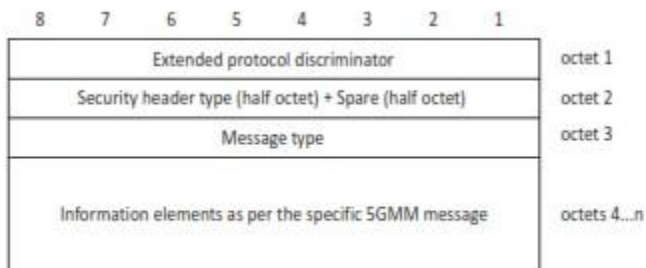 8 7 6 5 4 3 2 1
Extended protocol discriminator octet 1
Security header type (half octet) + Spare (half octet) octet 2
Message type octet 3
Information elements as per the specific 5GMM message octets 4...n